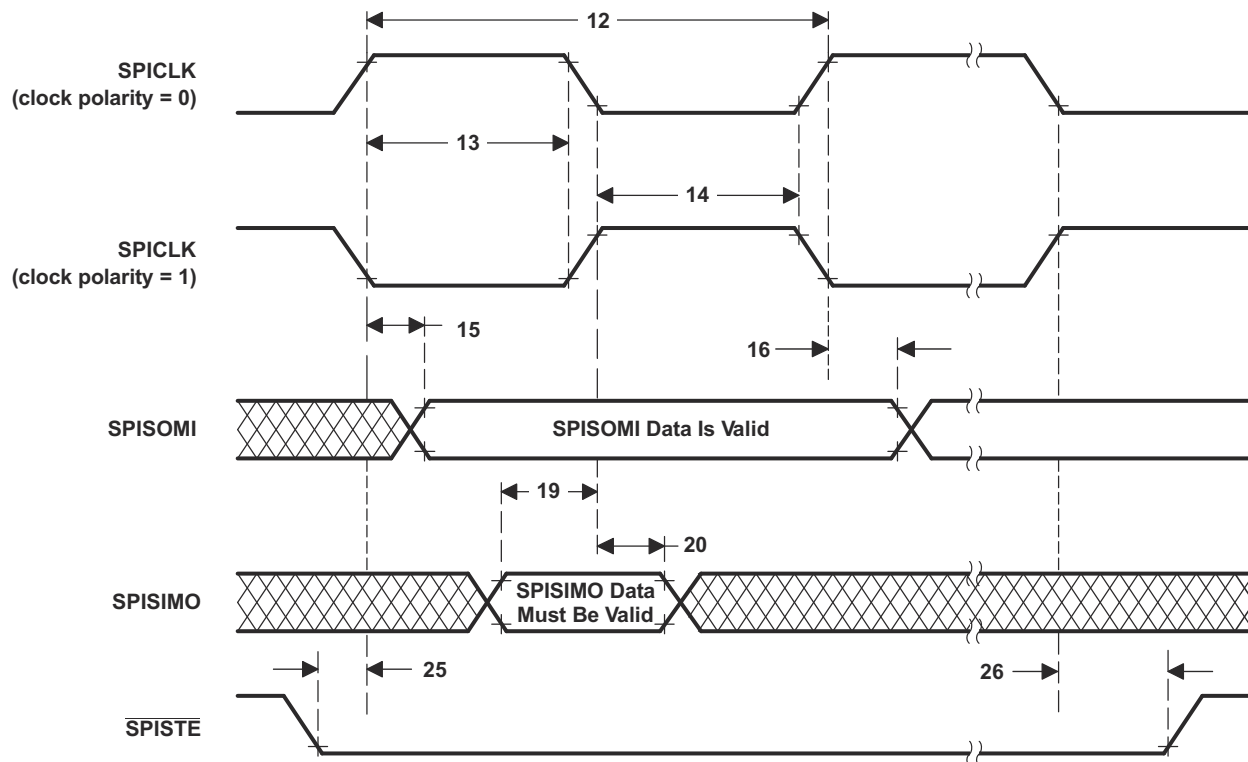 12
SPICLK
(clock polarity = 0)
13
14
SPICLK
(clock polarity = 1)
15
16
SPISOMI
SPISOMI Data Is Valid
19
20
SPISIMO
SPISIMO Data
Must Be Valid
25
26
SPISTE